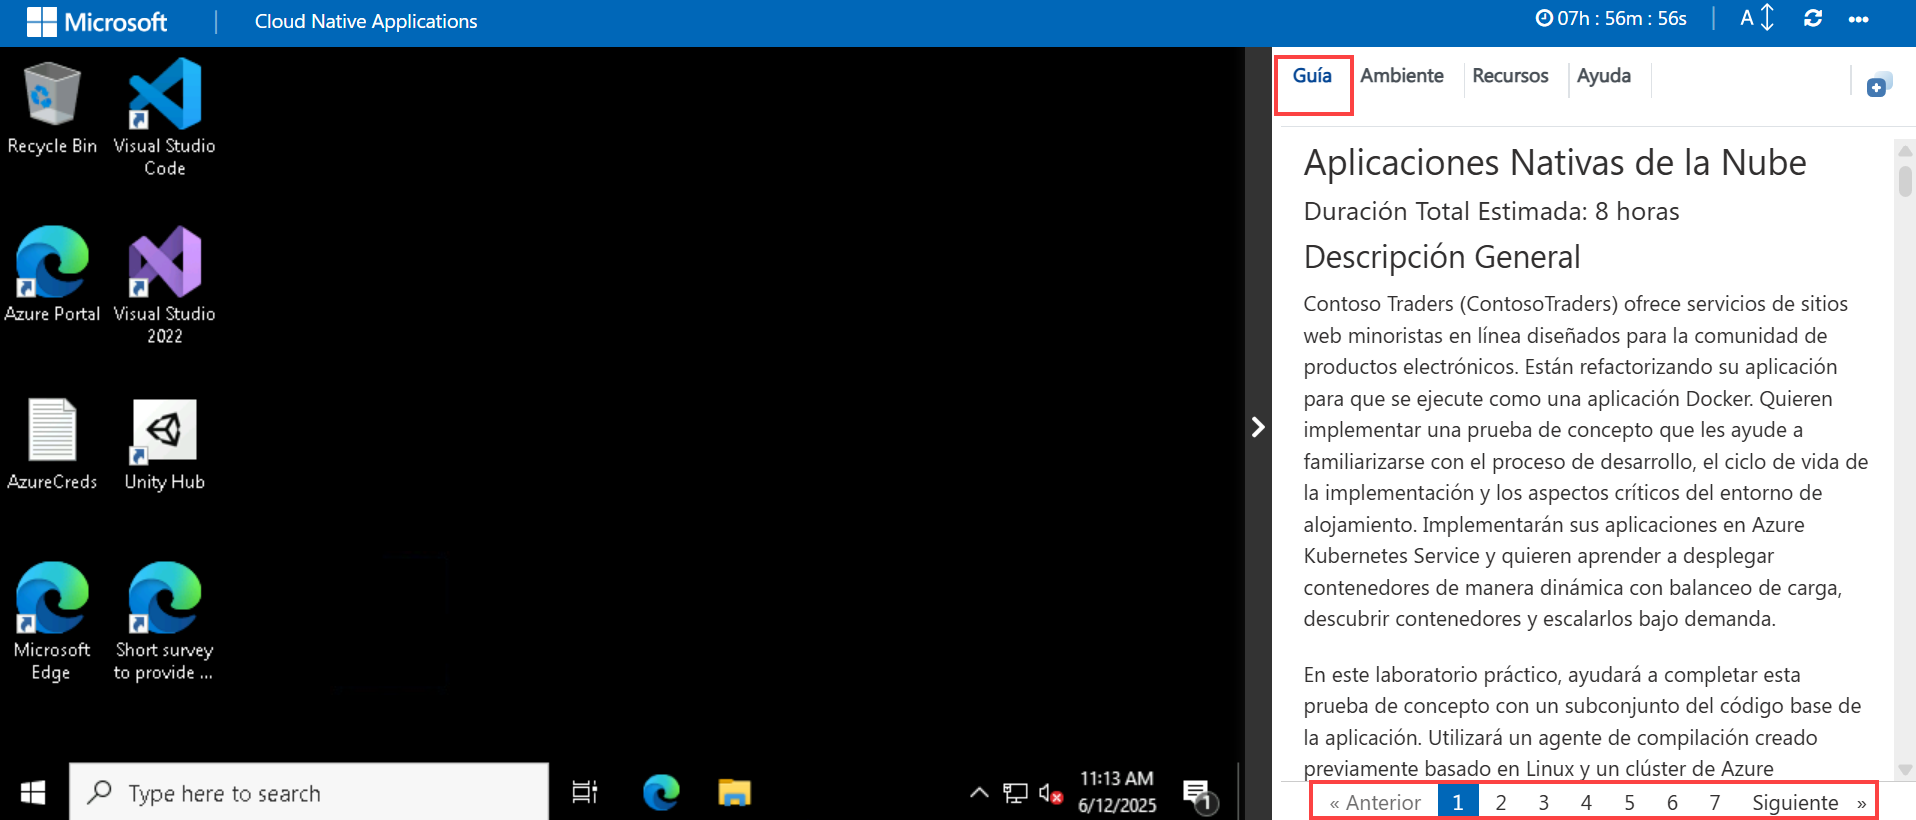 Microsoft
Cloud Native Applications
07h : 56m : 56s
A
Recycle Bin
Visual Studio
Code
Azure Portal
Visual Studio
2022
AzureCreds
Unity Hub
Microsoft
Edge
Short survey
to provide ...
Type here to search
11:13 AM
6/12/2025
1
Guía
Ambiente
Recursos
Ayuda
Aplicaciones Nativas de la Nube
Duración Total Estimada: 8 horas
Descripción General
Contoso Traders (ContosoTraders) ofrece servicios de sitios
web minoristas en línea diseñados para la comunidad de
productos electrónicos. Están refactorizando su aplicación
para que se ejecute como una aplicación Docker. Quieren
implementar una prueba de concepto que les ayude a
familiarizarse con el proceso de desarrollo, el ciclo de vida de
la implementación y los aspectos críticos del entorno de
alojamiento. Implementarán sus aplicaciones en Azure
Kubernetes Service y quieren aprender a desplegar
contenedores de manera dinámica con balanceo de carga,
descubrir contenedores y escalarlos bajo demanda.
En este laboratorio práctico, ayudará a completar esta
prueba de concepto con un subconjunto del código base de
la aplicación. Utilizará un agente de compilación creado
previamente basado en Linux y un clúster de Azure
« Anterior 1 2 3 4 5 6 7 Siguiente »